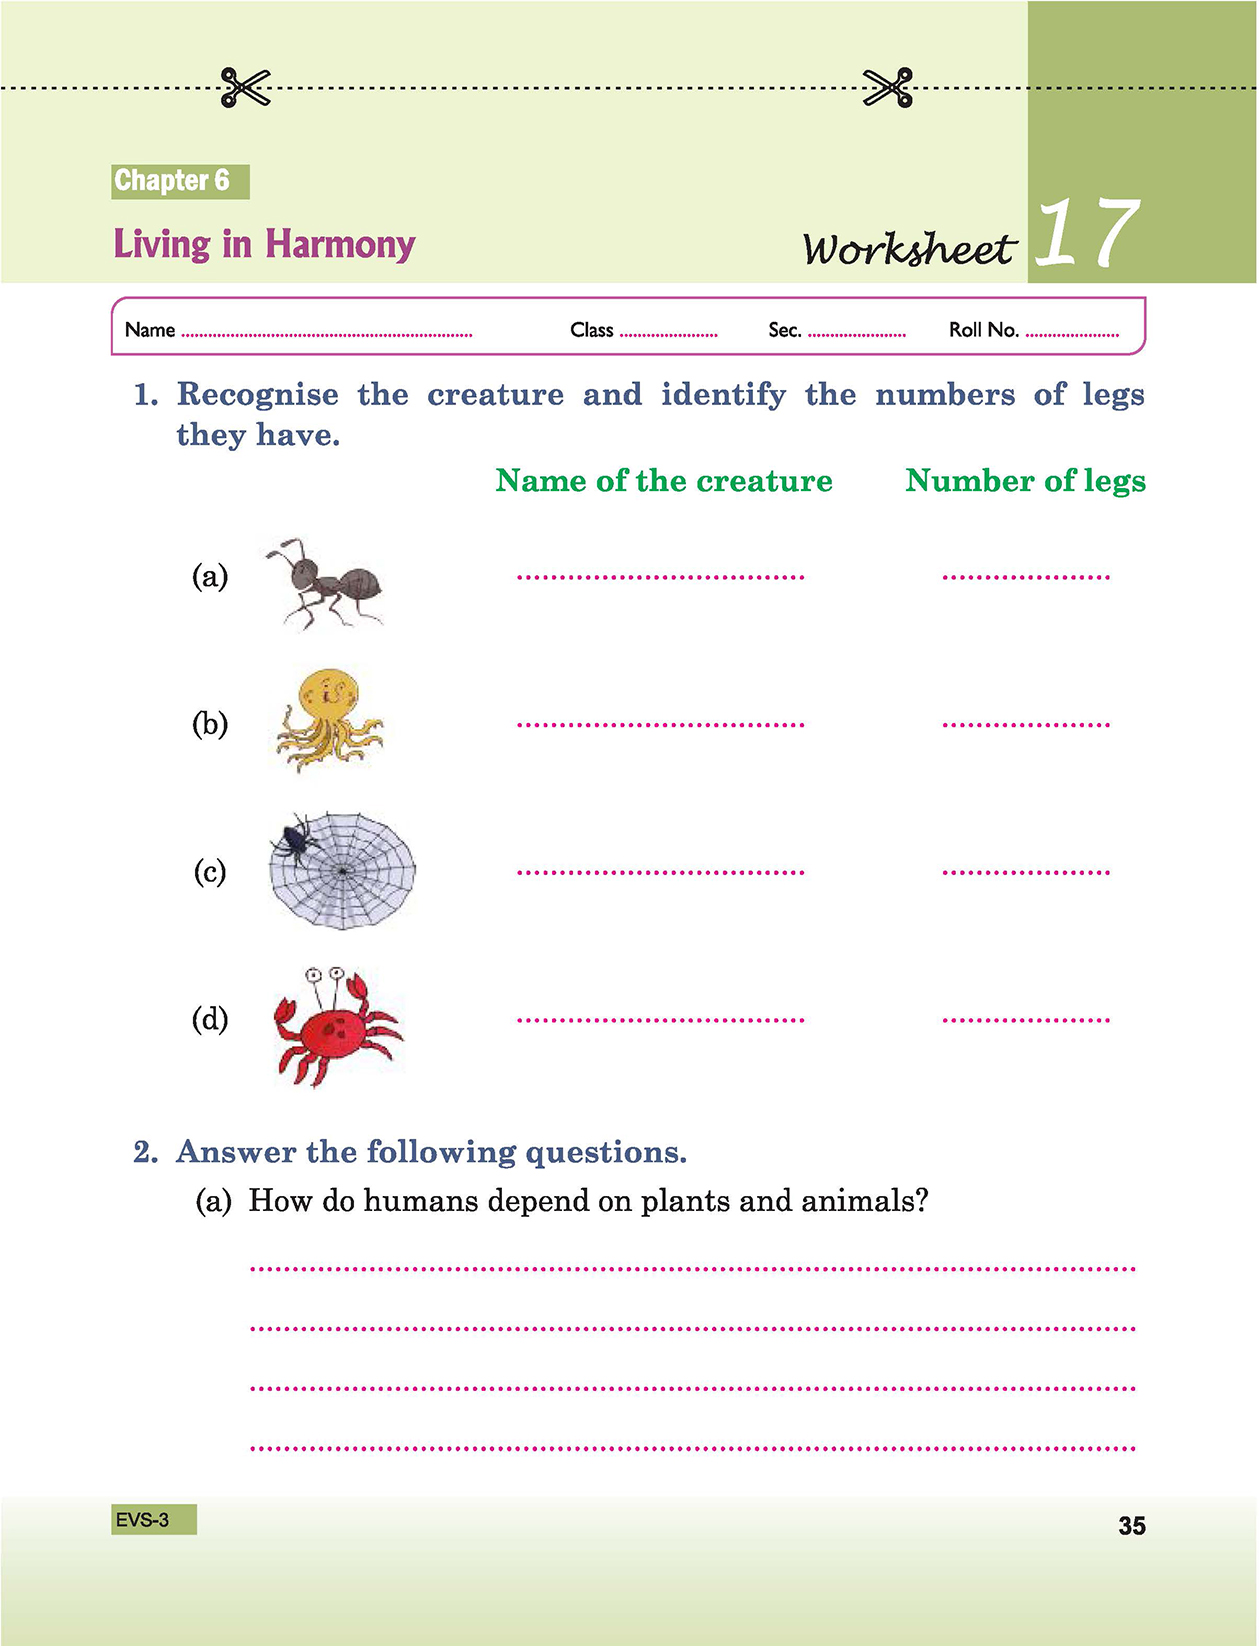 Chapter 6
Living in Harmony
Worksheet 17
Name ........................ Class ........................ Sec. ........................ Roll No. ........................
1. Recognise the creature and identify the numbers of legs
they have.
Name of the creature Number of legs
(a) ........................ ........................
(b) ........................ ........................
(c) ........................ ........................
(d) ........................ ........................
2. Answer the following questions.
(a) How do humans depend on plants and animals?
EVS-3 35